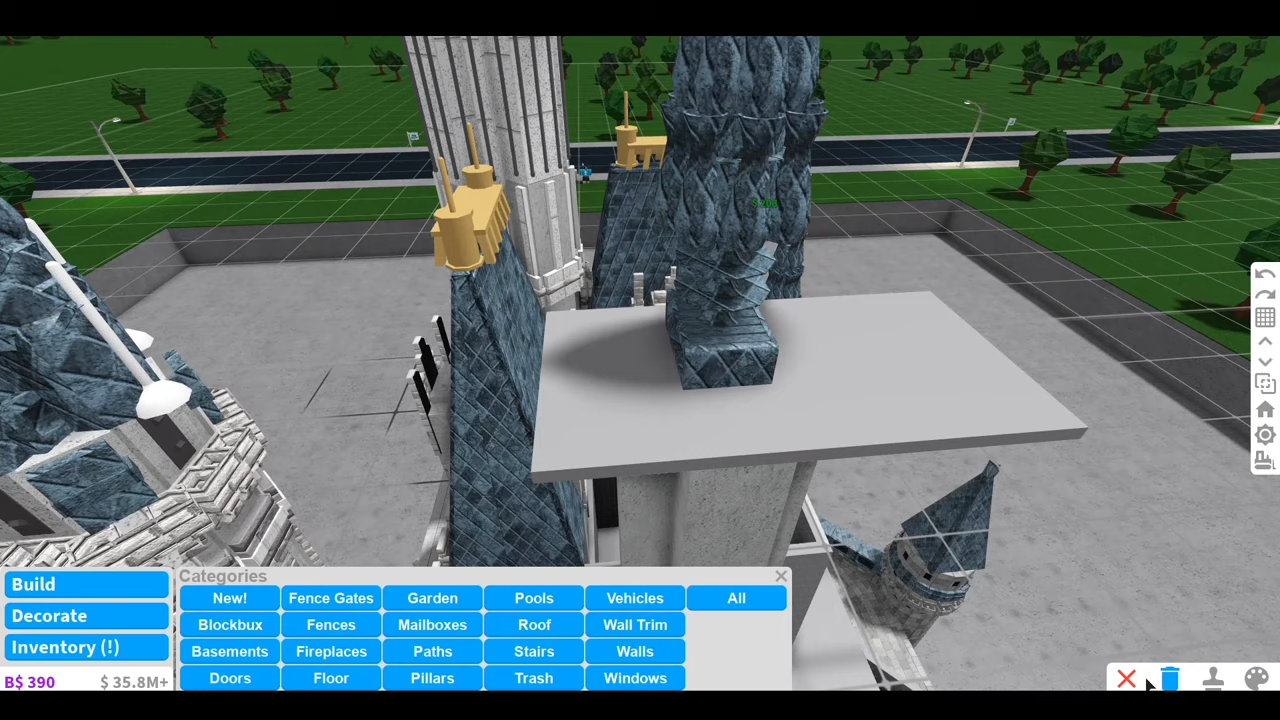 Categories
New! Fence Gates Garden Pools Vehicles All
Blockbux Fences Mailboxes Roof Wall Trim
Basements Fireplaces Paths Stairs Walls
Doors Floor Pillars Trash Windows
Build
Decorate
Inventory (!)
B$ 390 $ 35.8M+